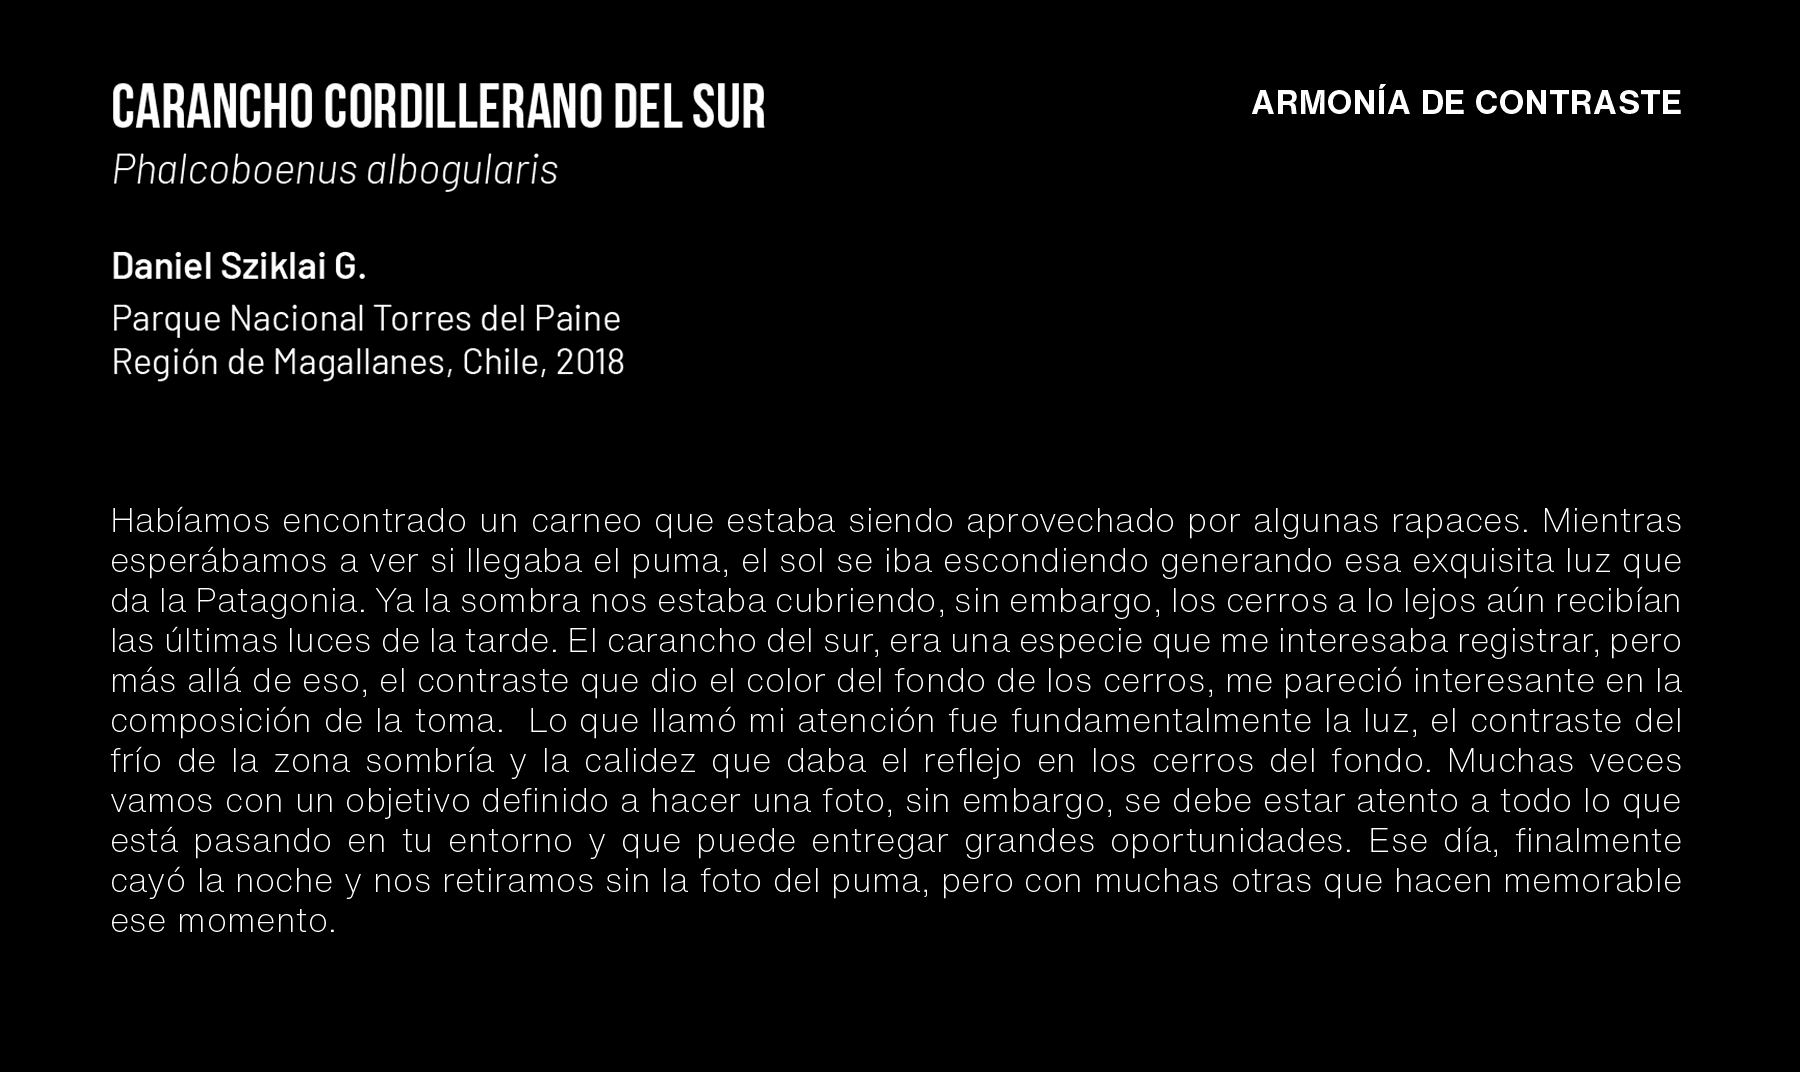 CARANCHO CORDILLERANO DEL SUR
ARMONÍA DE CONTRASTE
Phalcoboenus albogularis
Daniel Sziklai G.
Parque Nacional Torres del Paine
Región de Magallanes, Chile, 2018
Habíamos encontrado un carneo que estaba siendo aprovechado por algunas rapaces. Mientras
esperábamos a ver si llegaba el puma, el sol se iba escondiendo generando esa exquisita luz que
da la Patagonia. Ya la sombra nos estaba cubriendo, sin embargo, los cerros a lo lejos aún recibían
las últimas luces de la tarde. El carancho del sur, era una especie que me interesaba registrar, pero
más allá de eso, el contraste que dio el color del fondo de los cerros, me pareció interesante en la
composición de la toma.  Lo que llamó mi atención fue fundamentalmente la luz, el contraste del
frío de la zona sombría y la calidez que daba el reflejo en los cerros del fondo. Muchas veces
vamos con un objetivo definido a hacer una foto, sin embargo, se debe estar atento a todo lo que
está pasando en tu entorno y que puede entregar grandes oportunidades. Ese día, finalmente
cayó la noche y nos retiramos sin la foto del puma, pero con muchas otras que hacen memorable
ese momento.